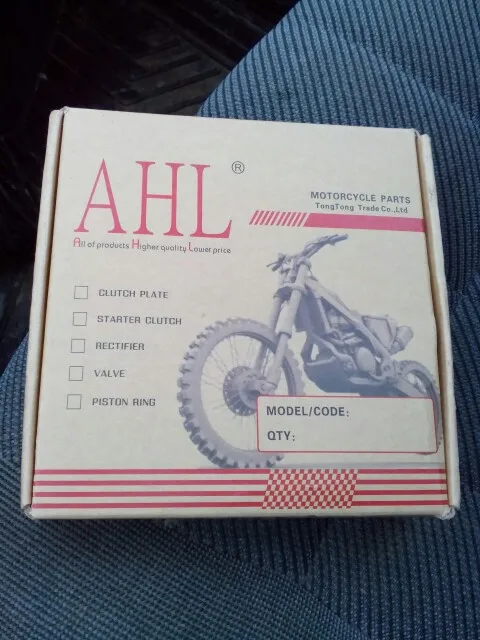 AHL®
All of products Higher quality Lower price
MOTORCYCLE PARTS
TongTong Trade Co.,Ltd
CLUTCH PLATE
STARTER CLUTCH
RECTIFIER
VALVE
PISTON RING
MODEL/CODE:
QTY: